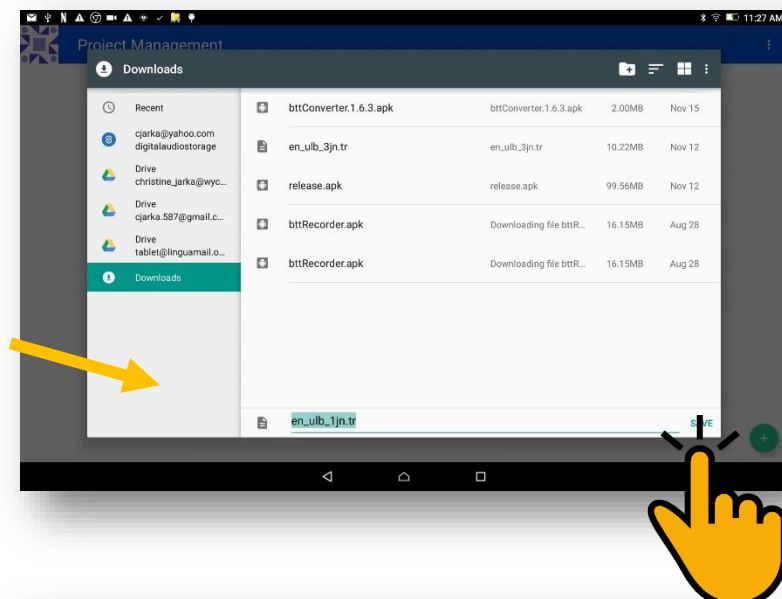 11:27 AM
Project Management
Downloads
Recent
cjarka@yahoo.com
digitalaudiostorage
Drive
christine_jarka@wyc...
Drive
cjarka.587@gmail.c...
Drive
tablet@linguamail.o...
Downloads
bttConverter.1.6.3.apk bttConverter.1.6.3.apk 2.00MB Nov 15
en_ulb_3jn.tr en_ulb_3jn.tr 10.22MB Nov 12
release.apk release.apk 99.56MB Nov 12
bttRecorder.apk Downloading file bttR... 16.15MB Aug 28
bttRecorder.apk Downloading file bttR... 16.15MB Aug 28
en_ulb_1jn.tr